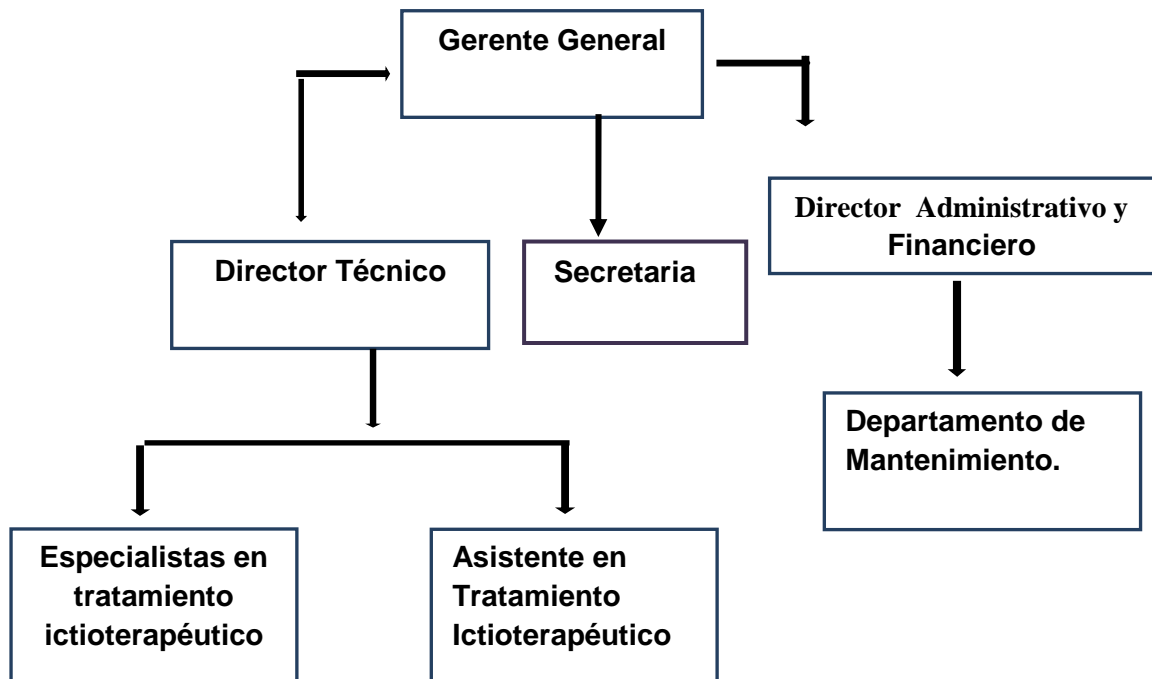 Gerente General
Director Administrativo y
Financiero
Director Técnico
Secretaria
Departamento de
Mantenimiento.
Especialistas en
tratamiento
ictioterapéutico
Asistente en
Tratamiento
Ictioterapéutico